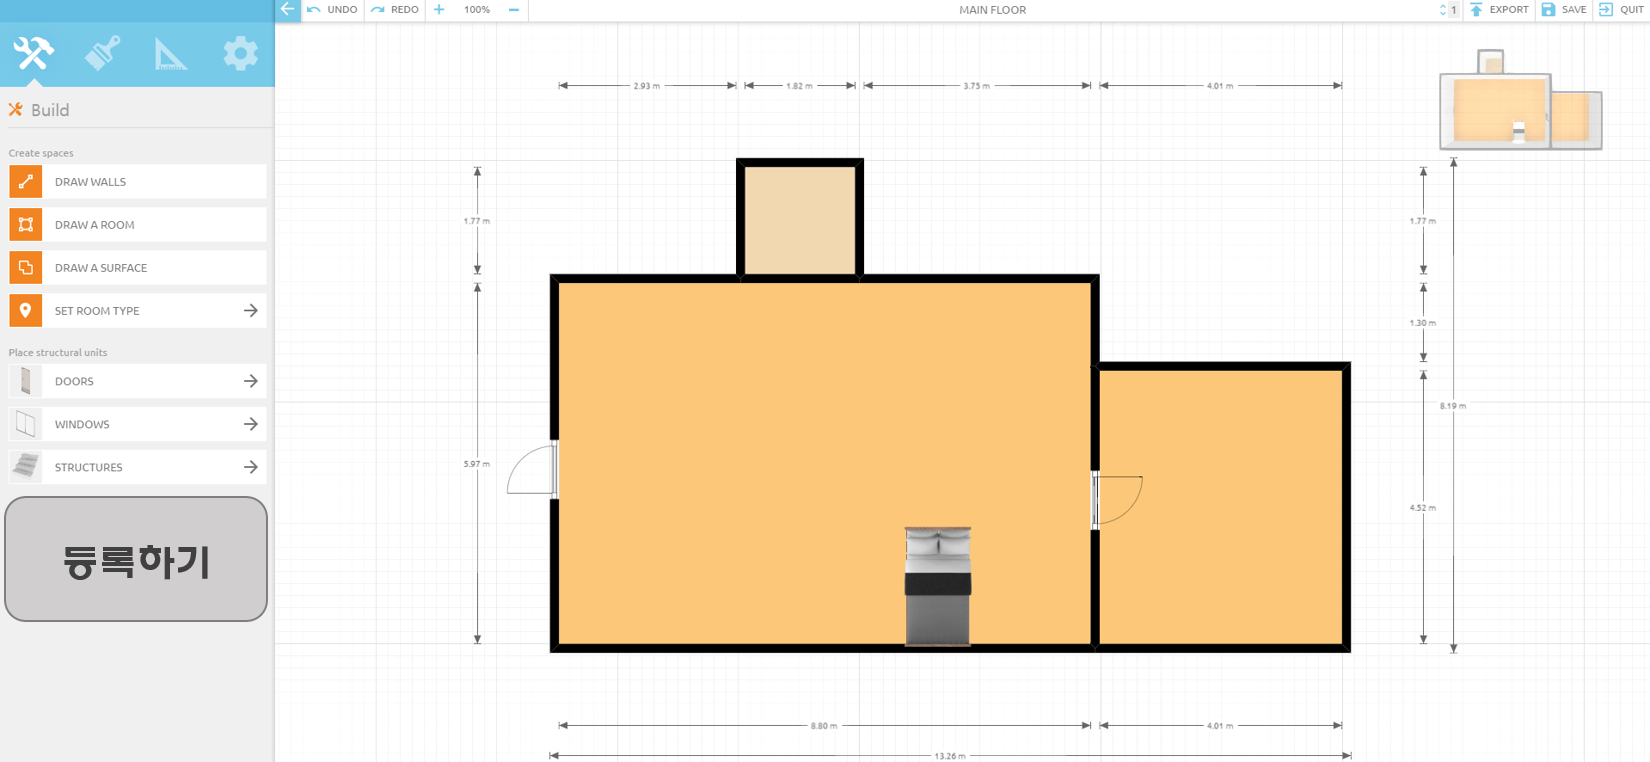 UNDO REDO 100% MAIN FLOOR 1 EXPORT SAVE QUIT
Build
Create spaces
DRAW WALLS
DRAW A ROOM
DRAW A SURFACE
SET ROOM TYPE
Place structural units
DOORS
WINDOWS
STRUCTURES
등록하기
2.93 m 1.82 m 3.75 m 4.01 m
1.77 m
5.97 m
1.77 m
1.30 m
8.19 m
4.52 m
8.80 m 4.01 m
13.26 m